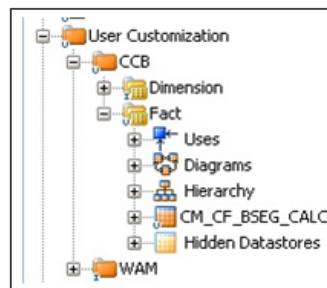 User Customization
CCB
Dimension
Fact
Uses
Diagrams
Hierarchy
CM_CF_BSEG_CALC
Hidden Datastores
WAM